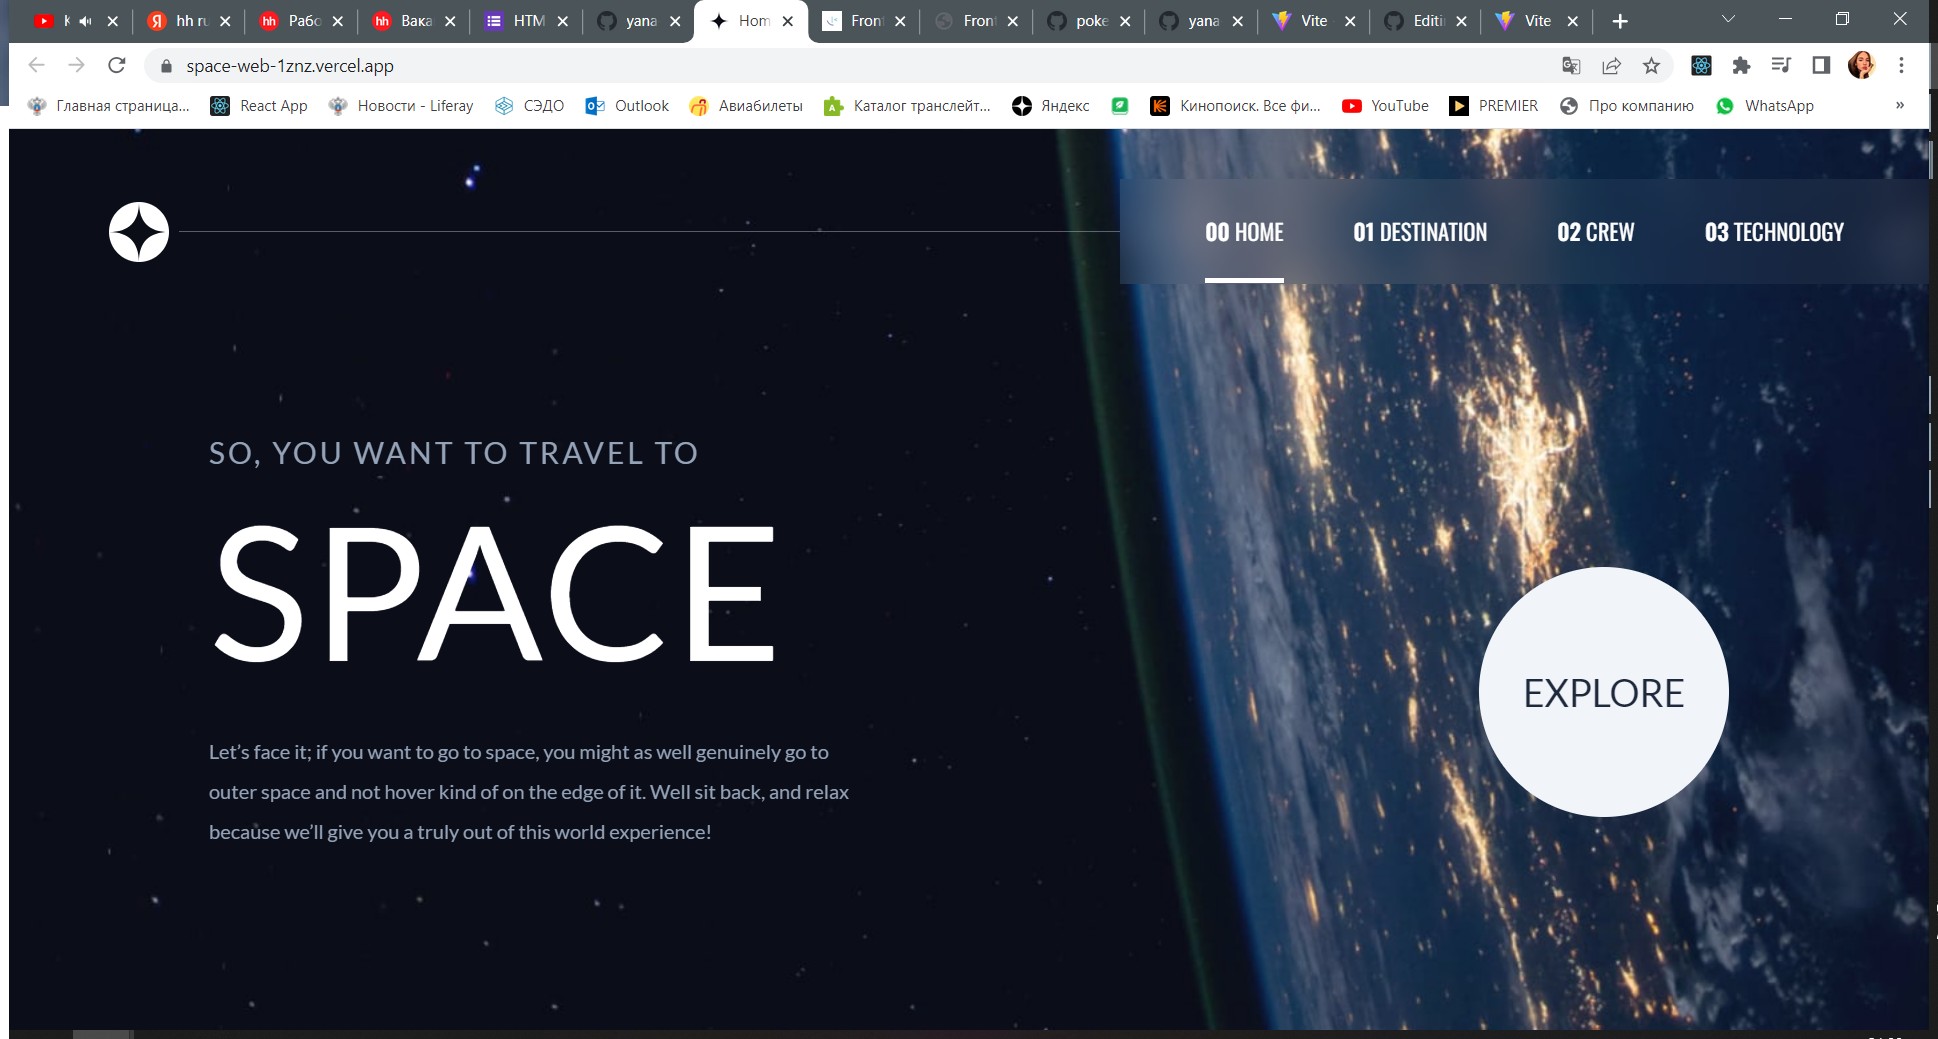 hh ru
Рабо
Вака
HTM
yana
Hom
Front
Front
poke
yana
Vite
Editi
Vite
space-web-1znz.vercel.app
Главная страница...
React App
Новости - Liferay
СЭДО
Outlook
Авиабилеты
Каталог транслейт...
Яндекс
Кинопоиск. Все фи...
YouTube
PREMIER
Про компанию
WhatsApp
»
00 HOME
01 DESTINATION
02 CREW
03 TECHNOLOGY
SO, YOU WANT TO TRAVEL TO
SPACE
Let’s face it; if you want to go to space, you might as well genuinely go to
outer space and not hover kind of on the edge of it. Well sit back, and relax
because we’ll give you a truly out of this world experience!
EXPLORE